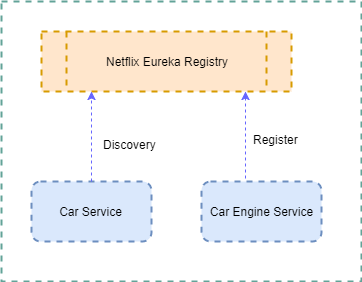 Netflix Eureka Registry
Discovery
Register
Car Service
Car Engine Service